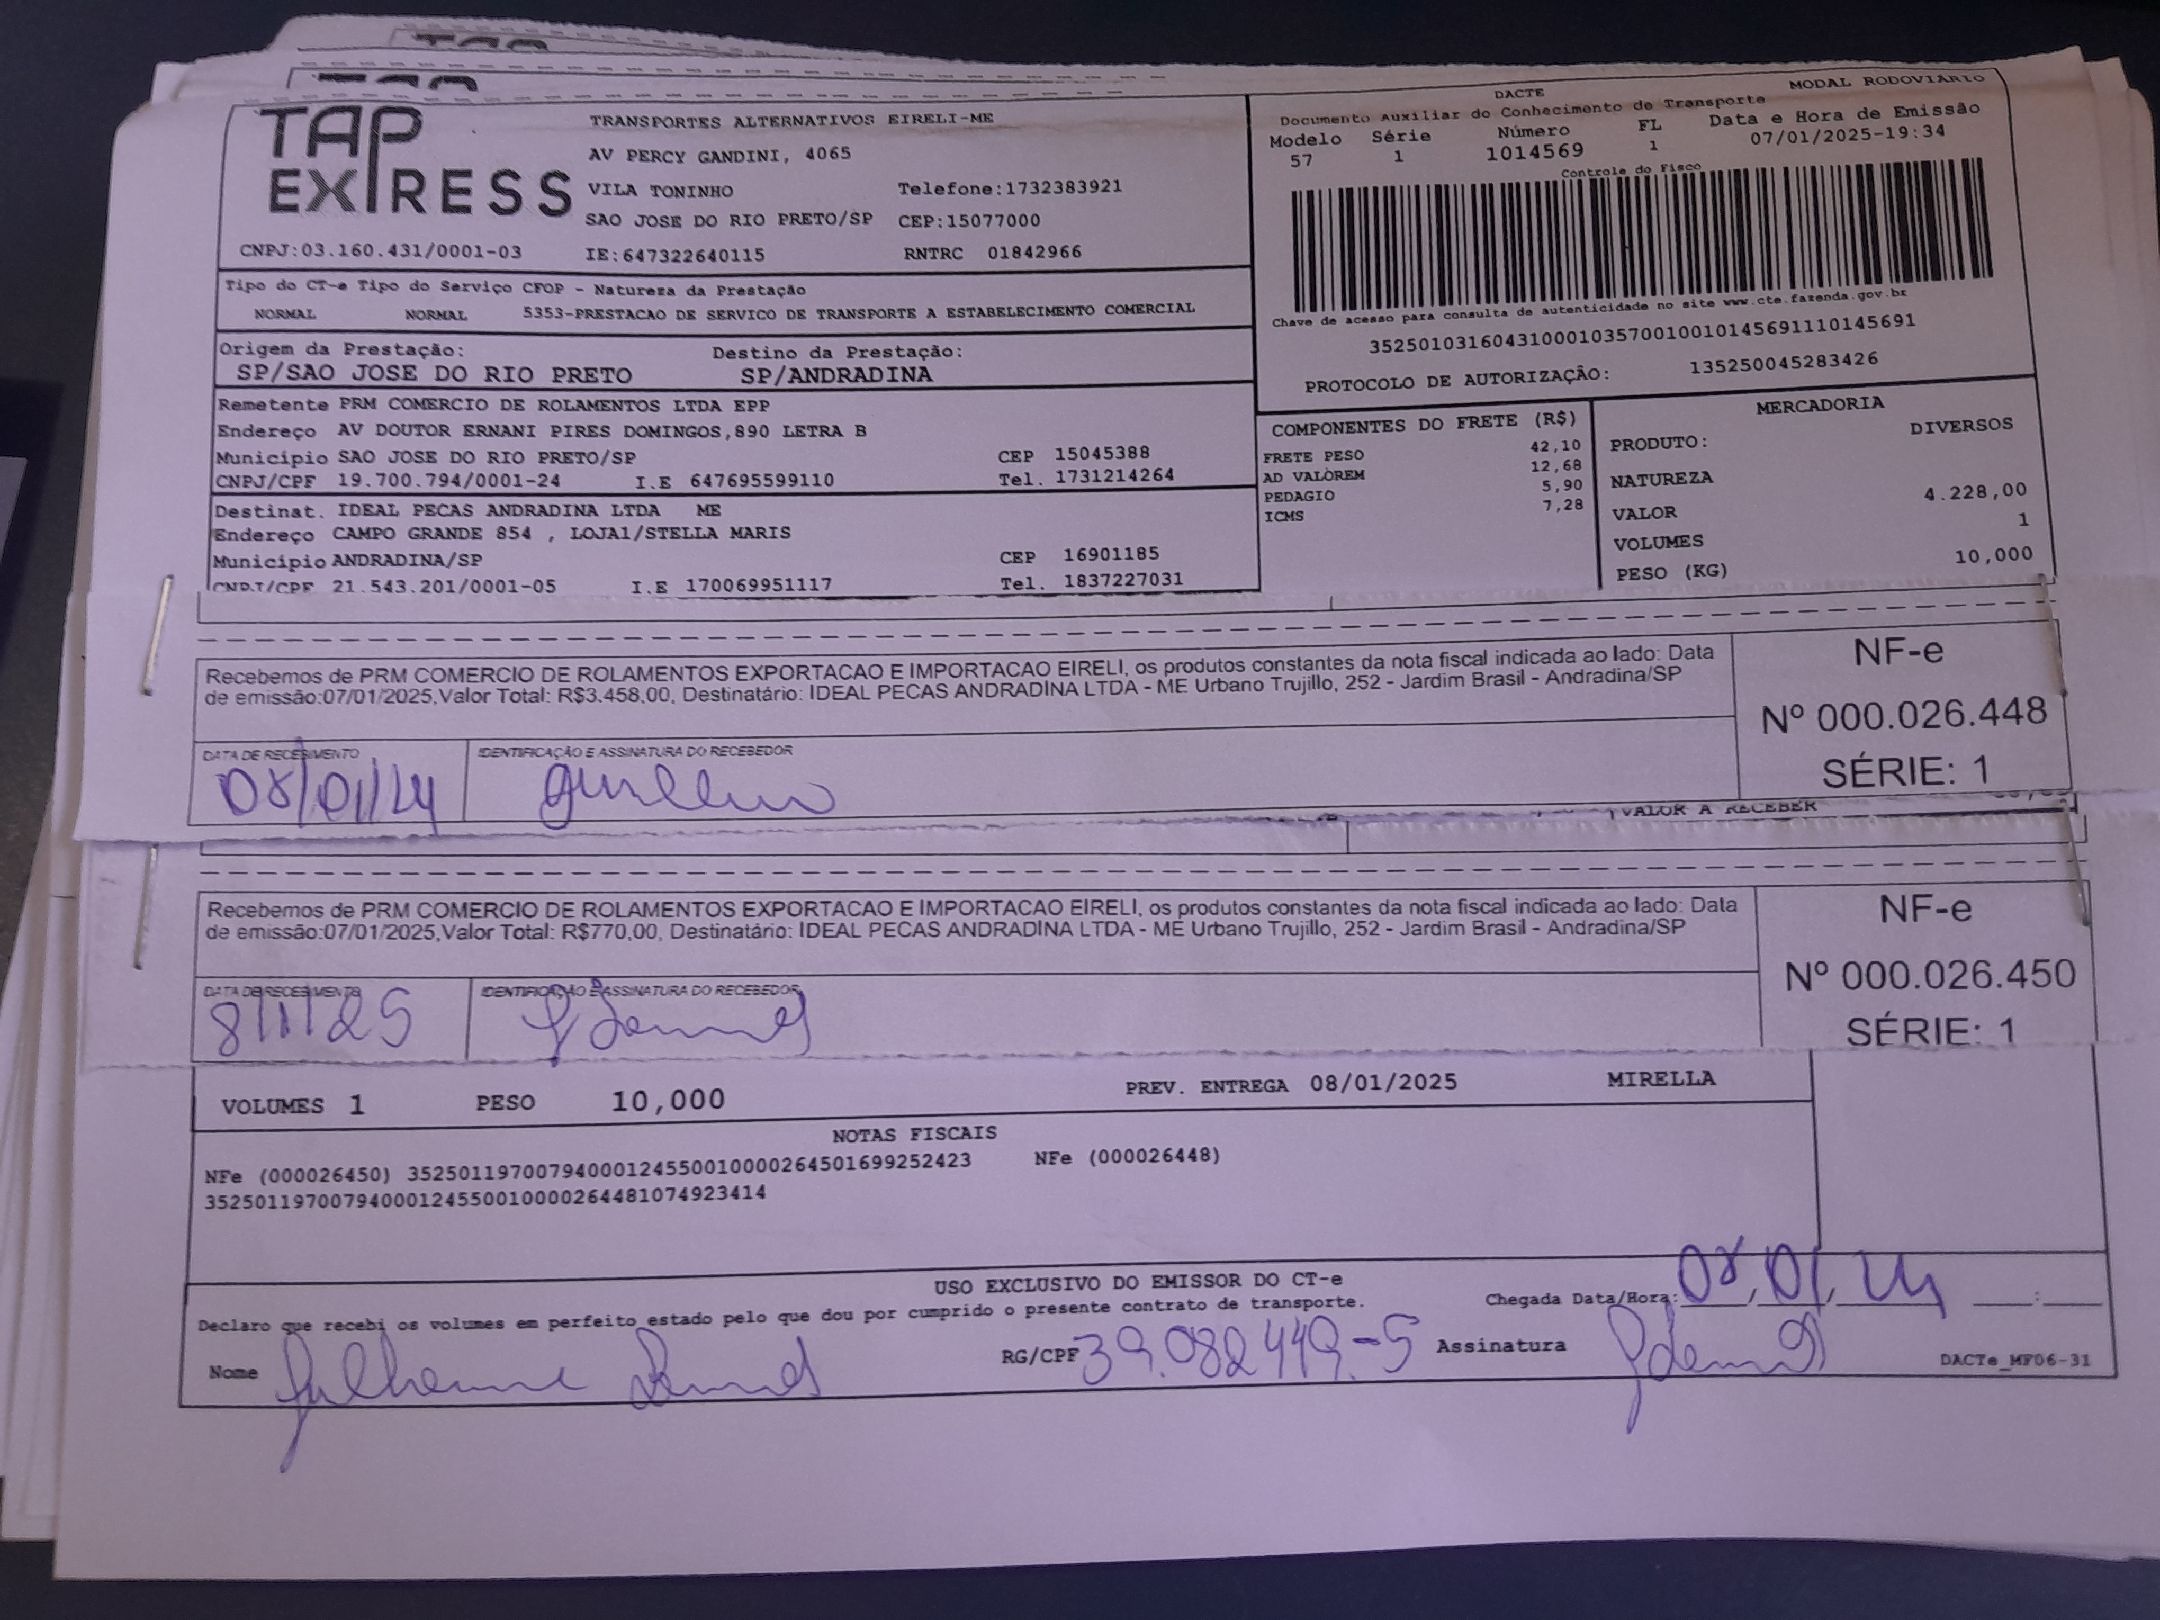 TAP EXPRESS
TRANSPORTES ALTERNATIVOS EIRELI-ME
AV PERCY GANDINI, 4065
VILA TONINHO Telefone:1732383921
SAO JOSE DO RIO PRETO/SP CEP:15077000
CNPJ:03.160.431/0001-03 IE:647322640115 RNTRC 01842966
DACTE MODAL RODOVIARIO
Documento Auxiliar do Conhecimento de Transporte
Modelo Série Número FL Data e Hora de Emissão
57 1 1014569 1 07/01/2025-19:34
Controle do Fisco
Chave de acesso para consulta de autenticidade no site www.cte.fazenda.gov.br
35250103160431000103570010010145691110145691
PROTOCOLO DE AUTORIZAÇÃO: 135250045283426
Tipo do CT-e Tipo do Serviço CFOP - Natureza da Prestação
NORMAL NORMAL 5353-PRESTACAO DE SERVICO DE TRANSPORTE A ESTABELECIMENTO COMERCIAL
Origem da Prestação: Destino da Prestação:
SP/SAO JOSE DO RIO PRETO SP/ANDRADINA
Remetente PRM COMERCIO DE ROLAMENTOS LTDA EPP
Endereço AV DOUTOR ERNANI PIRES DOMINGOS,890 LETRA B
Município SAO JOSE DO RIO PRETO/SP CEP 15045388
CNPJ/CPF 19.700.794/0001-24 I.E 647695599110 Tel. 1731214264
Destinat. IDEAL PECAS ANDRADINA LTDA ME
Endereço CAMPO GRANDE 854 , LOJA1/STELLA MARIS
Município ANDRADINA/SP CEP 16901185
CNPJ/CPF 21.543.201/0001-05 I.E 170069951117 Tel. 1837227031
COMPONENTES DO FRETE (R$)
FRETE PESO 42,10
AD VALOREM 12,68
PEDAGIO 5,90
ICMS 7,28
MERCADORIA
PRODUTO: DIVERSOS
NATUREZA
VALOR 4.228,00
VOLUMES 1
PESO (KG) 10,000
Recebemos de PRM COMERCIO DE ROLAMENTOS EXPORTACAO E IMPORTACAO EIRELI, os produtos constantes da nota fiscal indicada ao lado: Data
de emissão:07/01/2025,Valor Total: R$3.458,00, Destinatário: IDEAL PECAS ANDRADINA LTDA - ME Urbano Trujillo, 252 - Jardim Brasil - Andradina/SP
NF-e
Nº 000.026.448
SÉRIE: 1
DATA DE RECEBIMENTO IDENTIFICAÇÃO E ASSINATURA DO RECEBEDOR
08/01/24
VALOR A RECEBER
Recebemos de PRM COMERCIO DE ROLAMENTOS EXPORTACAO E IMPORTACAO EIRELI, os produtos constantes da nota fiscal indicada ao lado: Data
de emissão:07/01/2025,Valor Total: R$770,00, Destinatário: IDEAL PECAS ANDRADINA LTDA - ME Urbano Trujillo, 252 - Jardim Brasil - Andradina/SP
NF-e
Nº 000.026.450
SÉRIE: 1
DATA DE RECEBIMENTO IDENTIFICAÇÃO E ASSINATURA DO RECEBEDOR
8/1/25
VOLUMES 1 PESO 10,000 PREV. ENTREGA 08/01/2025 MIRELLA
NOTAS FISCAIS
NFe (000026450) 35250119700794000124550010000264501699252423 NFe (000026448)
35250119700794000124550010000264481074923414
USO EXCLUSIVO DO EMISSOR DO CT-e
Declaro que recebi os volumes em perfeito estado pelo que dou por cumprido o presente contrato de transporte. Chegada Data/Hora: 08/01/24 :
Nome Guilherme RG/CPF 39.082449-5 Assinatura
DACTe_MF06-31